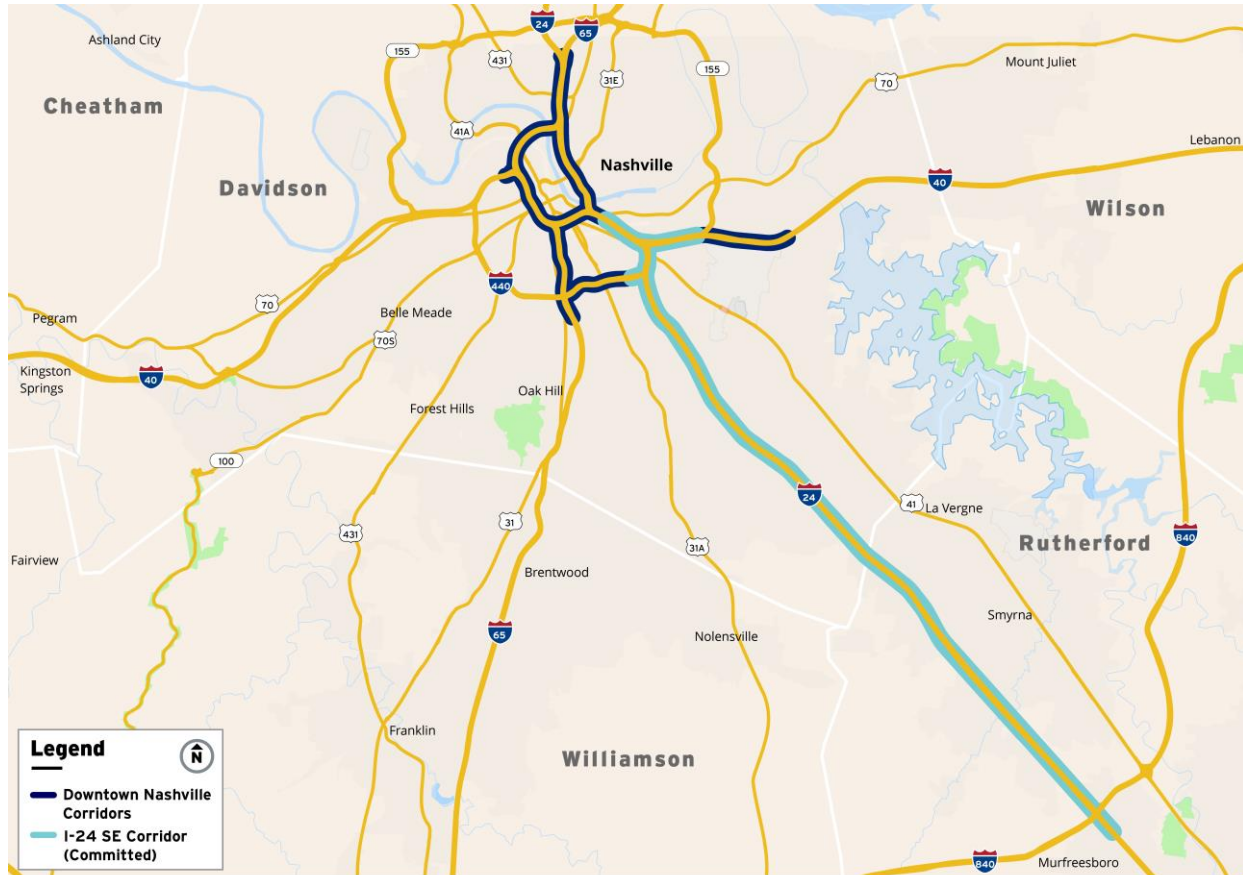 24
65
Ashland City
155
431
31E
155
Mount Juliet
70
Cheatham
41A
Nashville
Lebanon
Davidson
40
Wilson
440
70
Belle Meade
Pegram
70S
Kingston
Springs
40
Oak Hill
Forest Hills
100
24
431
31
41
La Vergne
31A
840
Rutherford
Fairview
Brentwood
Smyrna
65
Nolensville
Franklin
Williamson
Legend
N
Downtown Nashville
Corridors
I-24 SE Corridor
(Committed)
840
Murfreesboro